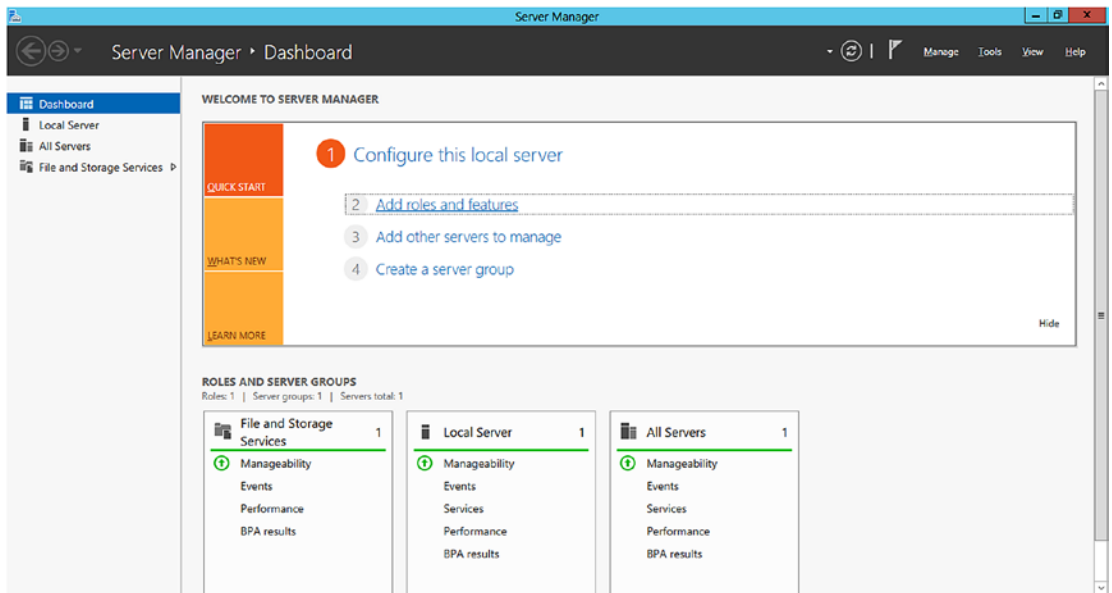 Server Manager
Server Manager • Dashboard
Manage Tools View Help
Dashboard
Local Server
All Servers
File and Storage Services
WELCOME TO SERVER MANAGER
QUICK START
WHAT'S NEW
LEARN MORE
1 Configure this local server
2 Add roles and features
3 Add other servers to manage
4 Create a server group
Hide
ROLES AND SERVER GROUPS
Roles: 1 | Server groups: 1 | Servers total: 1
File and Storage
Services 1
Manageability
Events
Performance
BPA results
Local Server 1
Manageability
Events
Services
Performance
BPA results
All Servers 1
Manageability
Events
Services
Performance
BPA results